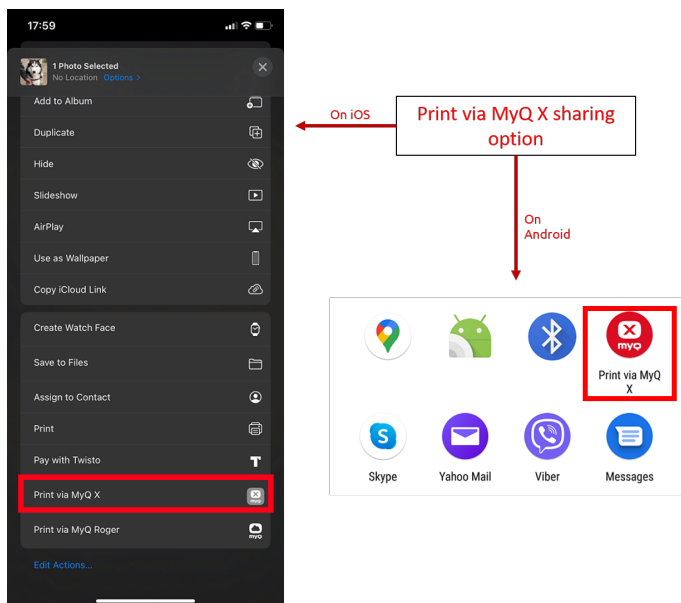 17:59
1 Photo Selected
No Location Options >
Add to Album
Duplicate
Hide
Slideshow
AirPlay
Use as Wallpaper
Copy iCloud Link
Create Watch Face
Save to Files
Assign to Contact
Print
Pay with Twisto
Print via MyQ X
Print via MyQ Roger
Edit Actions...
On iOS
Print via MyQ X sharing
option
On
Android
myQ
Print via MyQ
X
Skype
Yahoo Mail
Viber
Messages